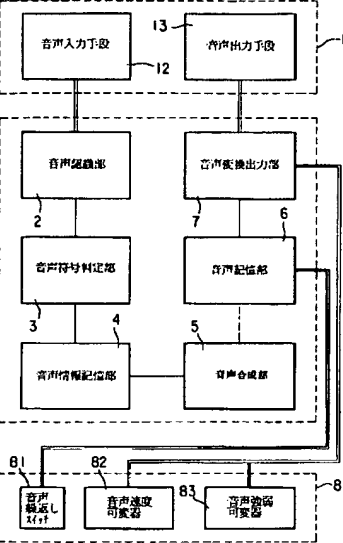 13
音声入力手段
音声出力手段
1
12
音声認識部
音声変換出力部
2
7
6
音声符号判定部
音声記憶部
3
4
5
音声情報記憶部
音声合成部
81
82
8
音声
繰返し
スイッチ
音声速度
可変器
83
音声強弱
可変器